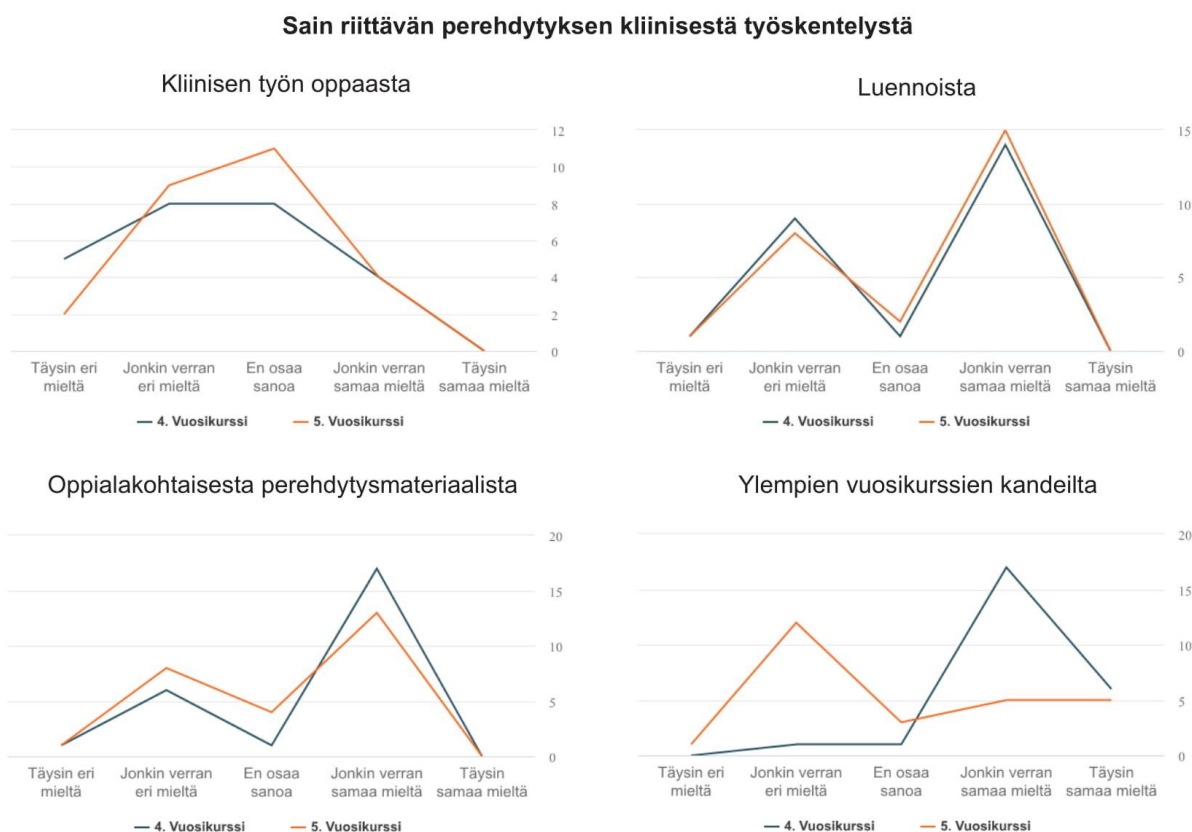 Sain riittävän perehdytyksen kliinisestä työskentelystä
Kliinisen työn oppaasta
12
10
8
6
4
2
0
Täysin eri
mieltä
Jonkin verran
eri mieltä
En osaa
sanoa
Jonkin verran
samaa mieltä
Täysin
samaa mieltä
4. Vuosikurssi
5. Vuosikurssi
Luennoista
15
10
5
0
Täysin eri
mieltä
Jonkin verran
eri mieltä
En osaa
sanoa
Jonkin verran
samaa mieltä
Täysin
samaa mieltä
4. Vuosikurssi
5. Vuosikurssi
Oppialakohtaisesta perehdytysmateriaalista
20
15
10
5
0
Täysin eri
mieltä
Jonkin verran
eri mieltä
En osaa
sanoa
Jonkin verran
samaa mieltä
Täysin
samaa mieltä
4. Vuosikurssi
5. Vuosikurssi
Ylempien vuosikurssien kandeilta
20
15
10
5
0
Täysin eri
mieltä
Jonkin verran
eri mieltä
En osaa
sanoa
Jonkin verran
samaa mieltä
Täysin
samaa mieltä
4. Vuosikurssi
5. Vuosikurssi